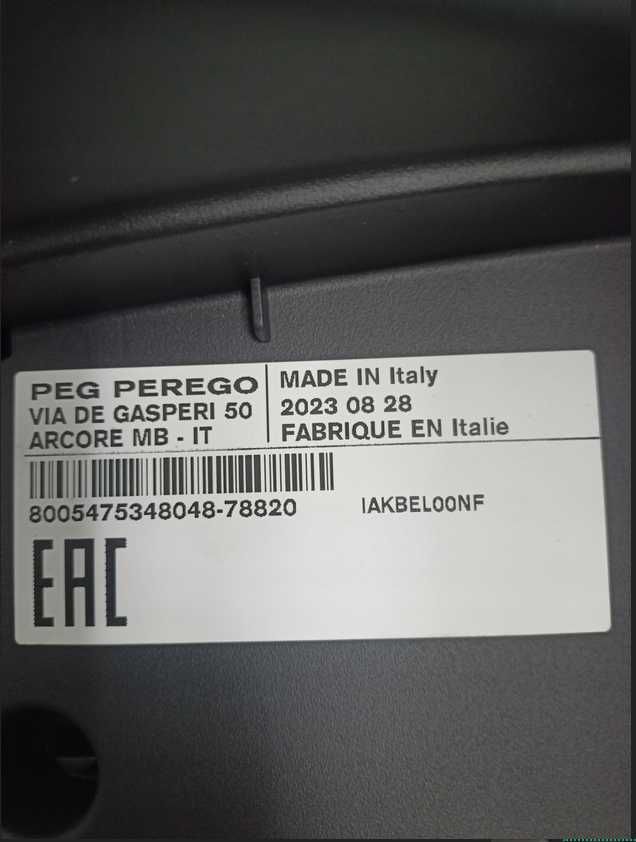 PEG PEREGO
VIA DE GASPERI 50
ARCORE MB - IT
MADE IN Italy
2023 08 28
FABRIQUE EN Italie
8005475348048-78820
IAKBEL00NF
EAC